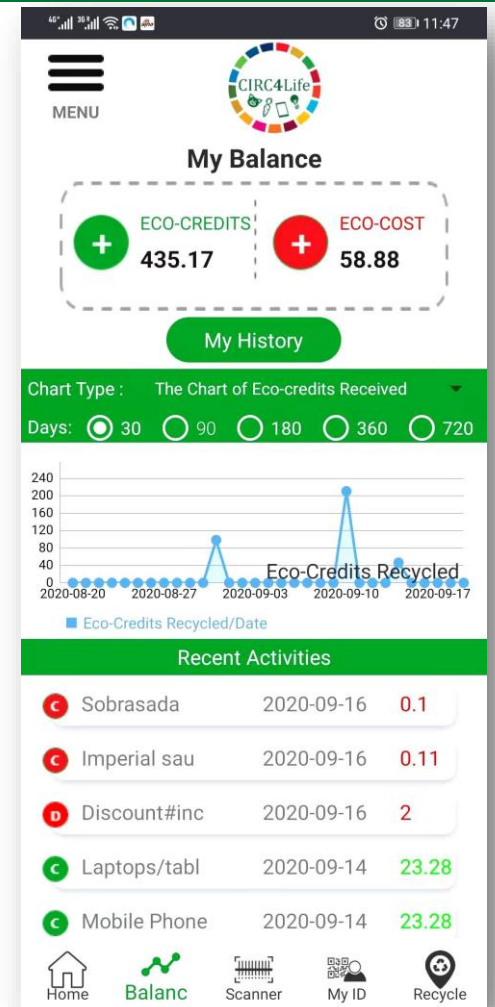 83 11:47
CIRC4Life
MENU
My Balance
ECO-CREDITS ECO-COST
435.17 58.88
My History
Chart Type : The Chart of Eco-credits Received
Days: 30 90 180 360 720
240
200
160
120
80
40
0
Eco-Credits Recycled
2020-08-20 2020-08-27 2020-09-03 2020-09-10 2020-09-17
Eco-Credits Recycled/Date
Recent Activities
C Sobrasada 2020-09-16 0.1
C Imperial sau 2020-09-16 0.11
D Discount#inc 2020-09-16 2
C Laptops/tabl 2020-09-14 23.28
C Mobile Phone 2020-09-14 23.28
Home Balanc Scanner My ID Recycle